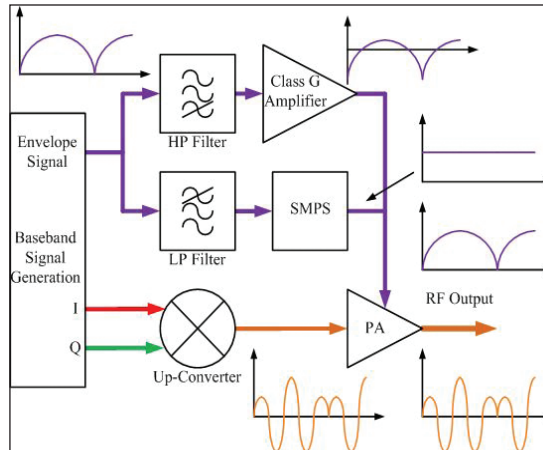 Class G
Amplifier
HP Filter
Envelope
Signal
SMPS
LP Filter
Baseband
Signal
Generation
I
Q
Up-Converter
PA
RF Output